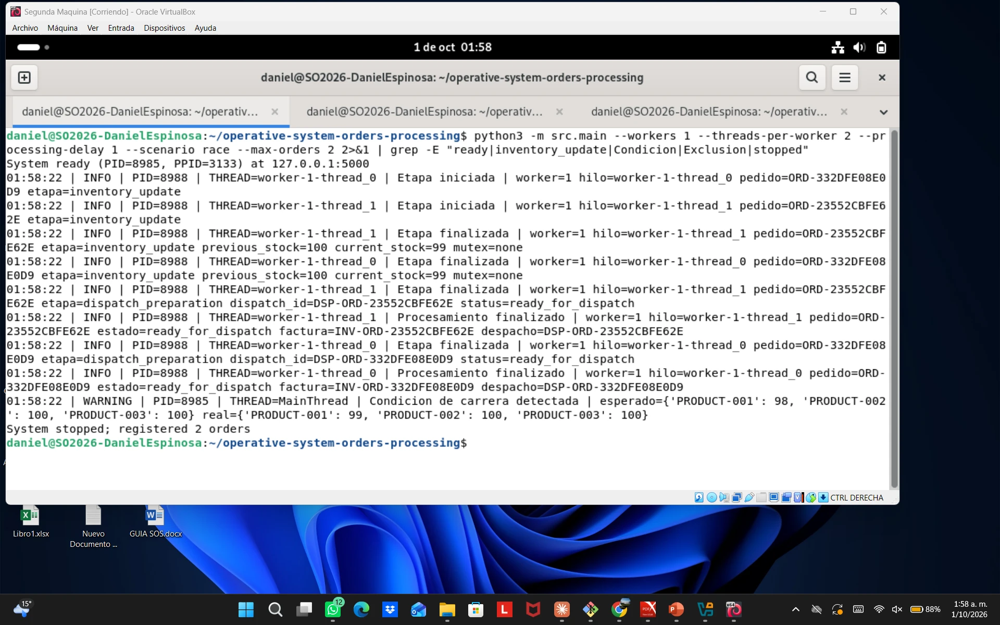 Segunda Maquina [Corriendo] - Oracle VirtualBox
Archivo Máquina Ver Entrada Dispositivos Ayuda
1 de oct 01:58
daniel@SO2026-DanielEspinosa: ~/operative-system-orders-processing
daniel@SO2026-DanielEspinosa: ~/operativ... daniel@SO2026-DanielEspinosa: ~/operativ... daniel@SO2026-DanielEspinosa: ~/operativ...
daniel@SO2026-DanielEspinosa:~/operative-system-orders-processing$ python3 -m src.main --workers 1 --threads-per-worker 2 --pr
ocessing-delay 1 --scenario race --max-orders 2 2>&1 | grep -E "ready|inventory_update|Condicion|Exclusion|stopped"
System ready (PID=8985, PPID=3133) at 127.0.0.1:5000
01:58:22 | INFO | PID=8988 | THREAD=worker-1-thread_0 | Etapa iniciada | worker=1 hilo=worker-1-thread_0 pedido=ORD-332DFE08E0
D9 etapa=inventory_update
01:58:22 | INFO | PID=8988 | THREAD=worker-1-thread_1 | Etapa iniciada | worker=1 hilo=worker-1-thread_1 pedido=ORD-23552CBFE6
2E etapa=inventory_update
01:58:22 | INFO | PID=8988 | THREAD=worker-1-thread_1 | Etapa finalizada | worker=1 hilo=worker-1-thread_1 pedido=ORD-23552CBF
E62E etapa=inventory_update previous_stock=100 current_stock=99 mutex=none
01:58:22 | INFO | PID=8988 | THREAD=worker-1-thread_0 | Etapa finalizada | worker=1 hilo=worker-1-thread_0 pedido=ORD-332DFE08
E0D9 etapa=inventory_update previous_stock=100 current_stock=99 mutex=none
01:58:22 | INFO | PID=8988 | THREAD=worker-1-thread_1 | Etapa finalizada | worker=1 hilo=worker-1-thread_1 pedido=ORD-23552CBF
E62E etapa=dispatch_preparation dispatch_id=DSP-ORD-23552CBFE62E status=ready_for_dispatch
01:58:22 | INFO | PID=8988 | THREAD=worker-1-thread_1 | Procesamiento finalizado | worker=1 hilo=worker-1-thread_1 pedido=ORD-
23552CBFE62E estado=ready_for_dispatch factura=INV-ORD-23552CBFE62E despacho=DSP-ORD-23552CBFE62E
01:58:22 | INFO | PID=8988 | THREAD=worker-1-thread_0 | Etapa finalizada | worker=1 hilo=worker-1-thread_0 pedido=ORD-332DFE08
E0D9 etapa=dispatch_preparation dispatch_id=DSP-ORD-332DFE08E0D9 status=ready_for_dispatch
01:58:22 | INFO | PID=8988 | THREAD=worker-1-thread_0 | Procesamiento finalizado | worker=1 hilo=worker-1-thread_0 pedido=ORD-
332DFE08E0D9 estado=ready_for_dispatch factura=INV-ORD-332DFE08E0D9 despacho=DSP-ORD-332DFE08E0D9
01:58:22 | WARNING | PID=8985 | THREAD=MainThread | Condicion de carrera detectada | esperado={'PRODUCT-001': 98, 'PRODUCT-002
': 100, 'PRODUCT-003': 100} real={'PRODUCT-001': 99, 'PRODUCT-002': 100, 'PRODUCT-003': 100}
System stopped; registered 2 orders
daniel@SO2026-DanielEspinosa:~/operative-system-orders-processing$
CTRL DERECHA
Libro1.xlsx
Nuevo
Documento ...
GUIA SOS.docx
15°
12
88%
1:58 a. m.
1/10/2026